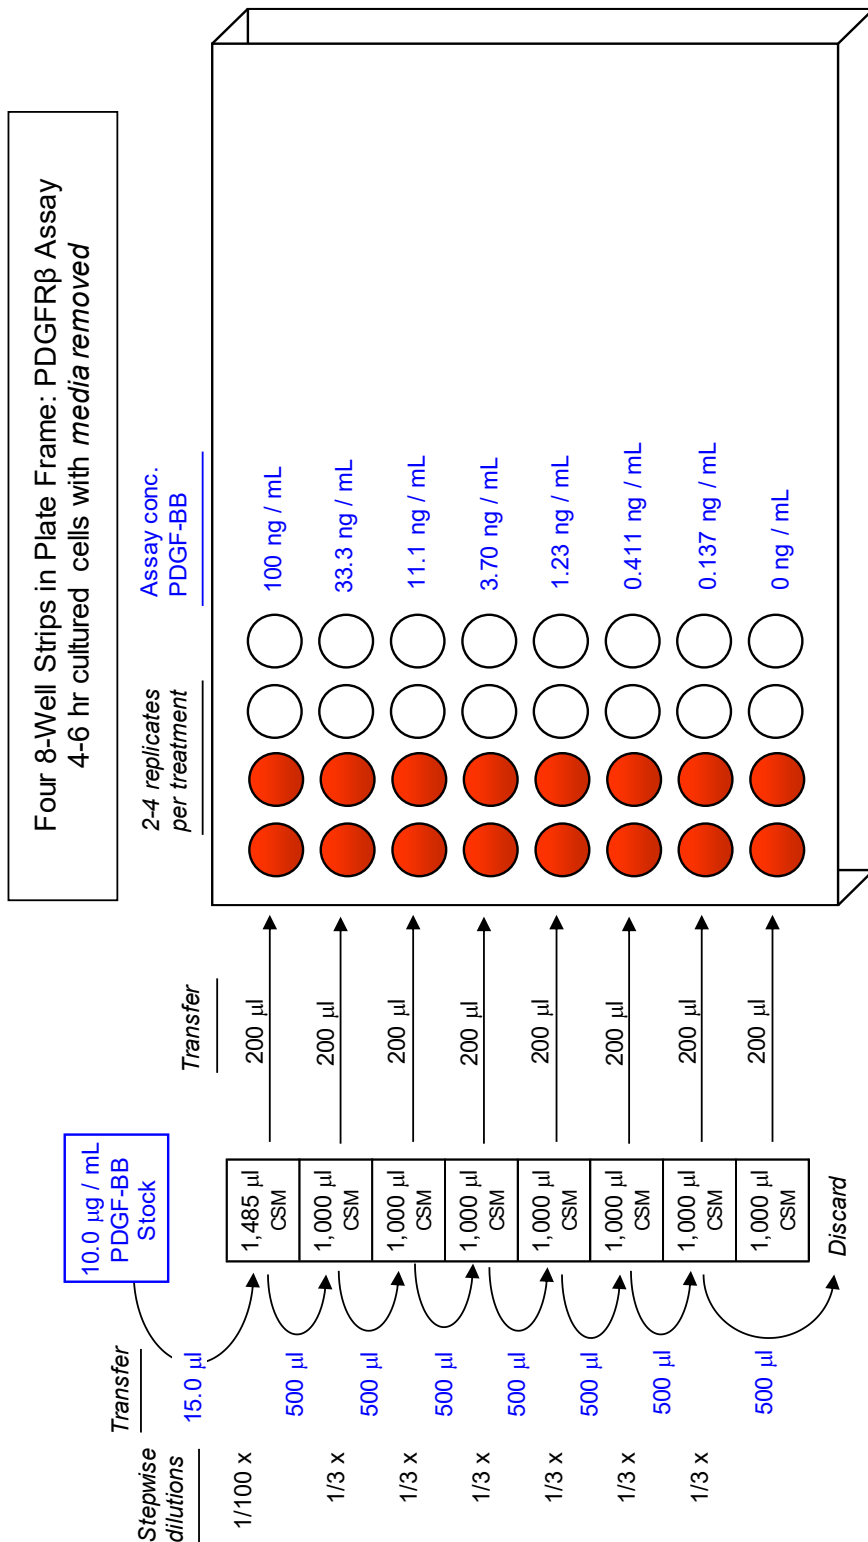 Four 8-Well Strips in Plate Frame: PDGFRβ Assay
4-6 hr cultured cells with media removed
Stepwise
dilutions
Transfer
10.0 μg / mL
PDGF-BB
Stock
Transfer
2-4 replicates
per treatment
Assay conc.
PDGF-BB
1/100 x
15.0 μl
1,485 μl
CSM
200 μl
100 ng / mL
1/3 x
500 μl
1,000 μl
CSM
200 μl
33.3 ng / mL
1/3 x
500 μl
1,000 μl
CSM
200 μl
11.1 ng / mL
1/3 x
500 μl
1,000 μl
CSM
200 μl
3.70 ng / mL
1/3 x
500 μl
1,000 μl
CSM
200 μl
1.23 ng / mL
1/3 x
500 μl
1,000 μl
CSM
200 μl
0.411 ng / mL
1/3 x
500 μl
1,000 μl
CSM
200 μl
0.137 ng / mL
500 μl
1,000 μl
CSM
200 μl
0 ng / mL
Discard